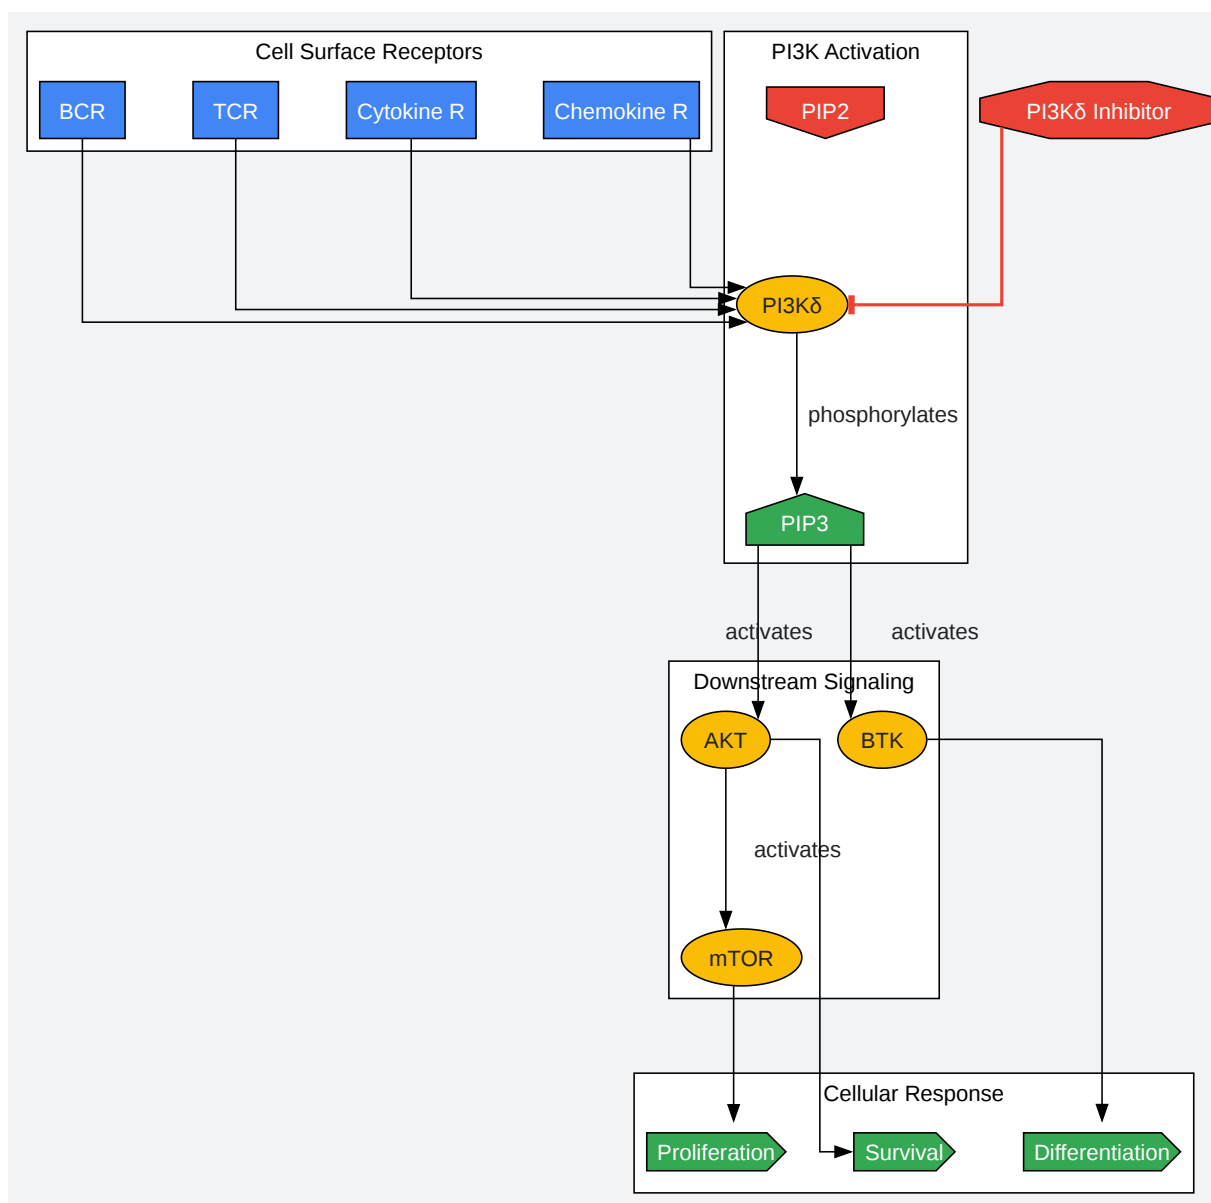 Cell Surface Receptors
PI3K Activation
BCR
TCR
Cytokine R
Chemokine R
PIP2
PI3Kδ Inhibitor
PI3Kδ
phosphorylates
PIP3
activates
activates
Downstream Signaling
AKT
BTK
activates
mTOR
Cellular Response
Proliferation
Survival
Differentiation